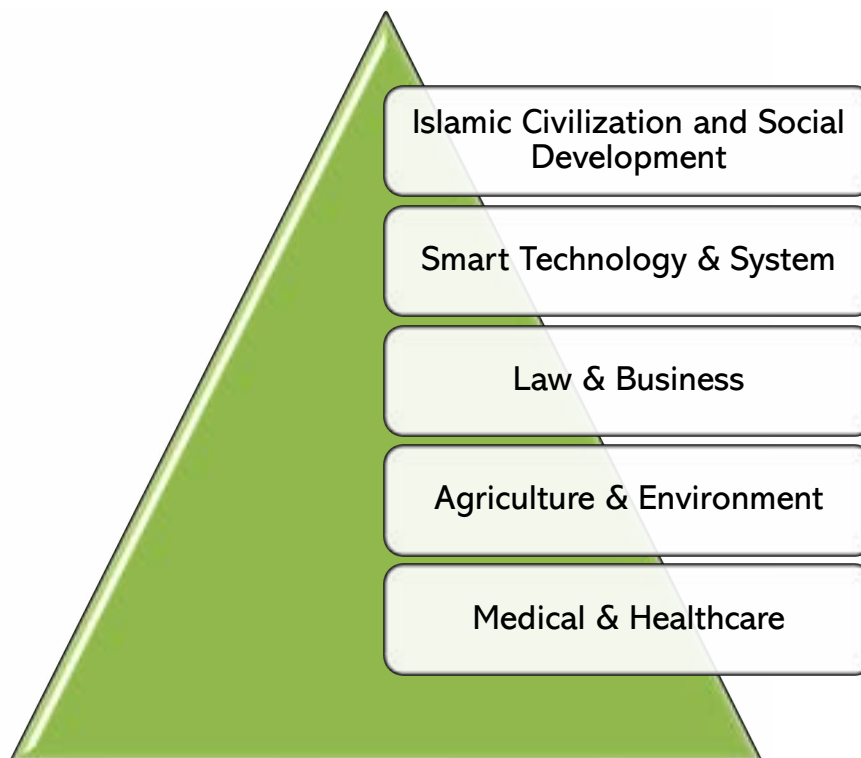 Islamic Civilization and Social
Development
Smart Technology & System
Law & Business
Agriculture & Environment
Medical & Healthcare